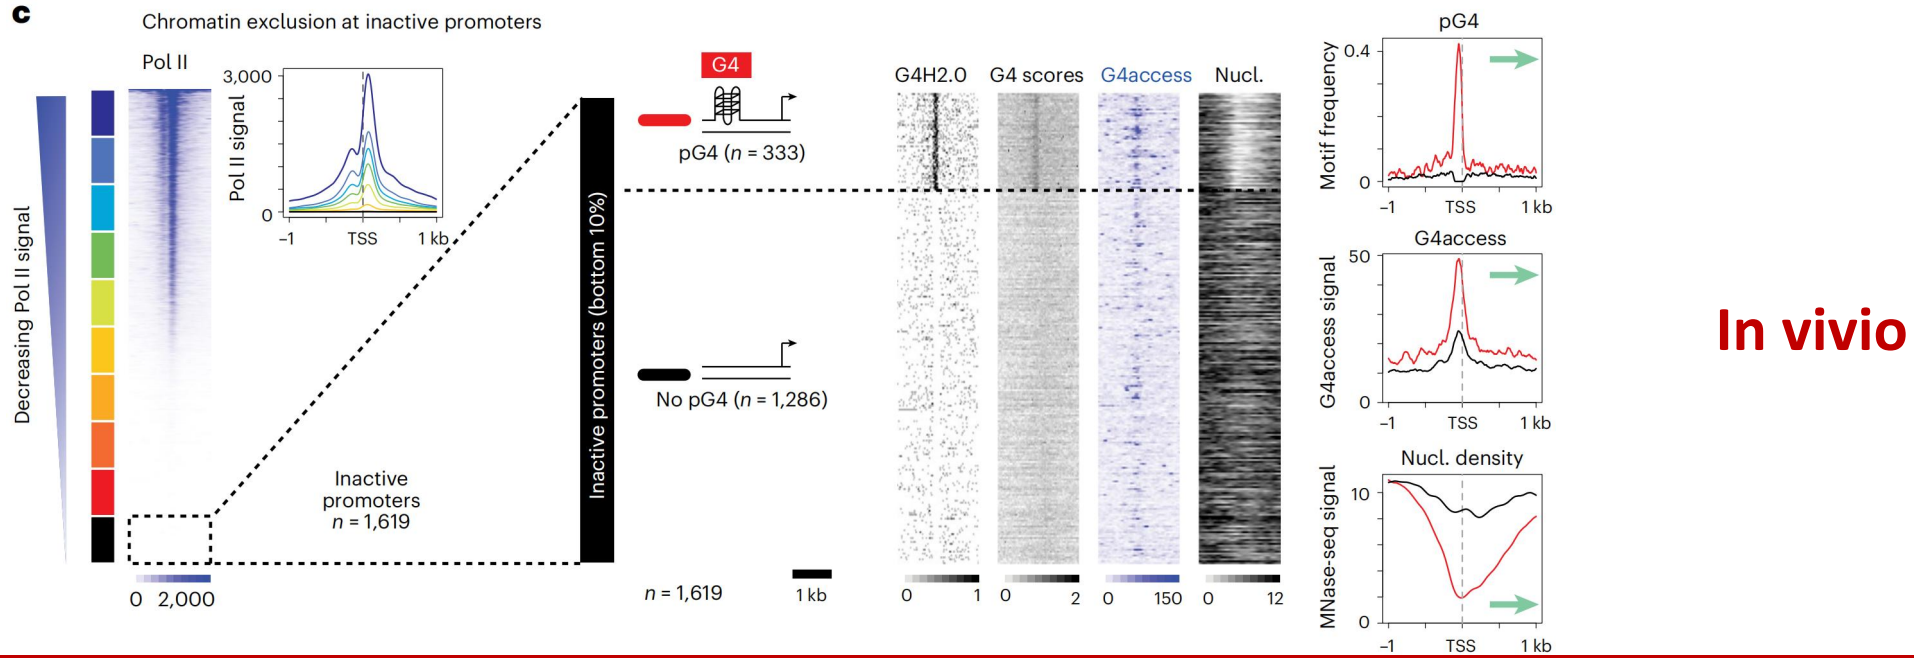 c
Chromatin exclusion at inactive promoters
Pol II
Decreasing Pol II signal
0 2,000
3,000
Pol II signal
0
–1 TSS 1 kb
Inactive
promoters
n = 1,619
Inactive promoters (bottom 10%)
G4
pG4 (n = 333)
No pG4 (n = 1,286)
n = 1,619
1 kb
G4H2.0
0 1
G4 scores
0 2
G4access
0 150
Nucl.
0 12
pG4
Motif frequency
0.4
0
–1 TSS 1 kb
G4access
G4access signal
50
0
–1 TSS 1 kb
Nucl. density
MNase-seq signal
10
0
–1 TSS 1 kb
In vivio